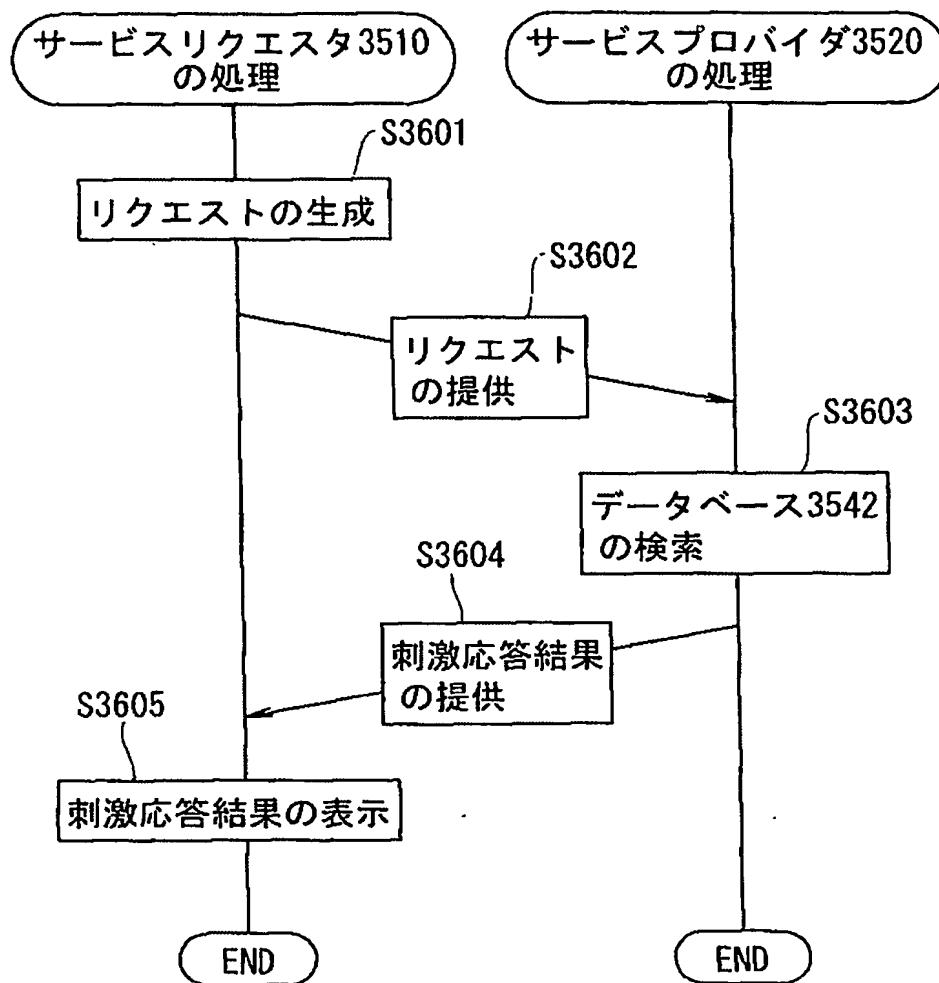 サービスリクエスタ3510
の処理
サービスプロバイダ3520
の処理
S3601
リクエストの生成
S3602
リクエスト
の提供
S3603
データベース3542
の検索
S3604
刺激応答結果
の提供
S3605
刺激応答結果の表示
END
END